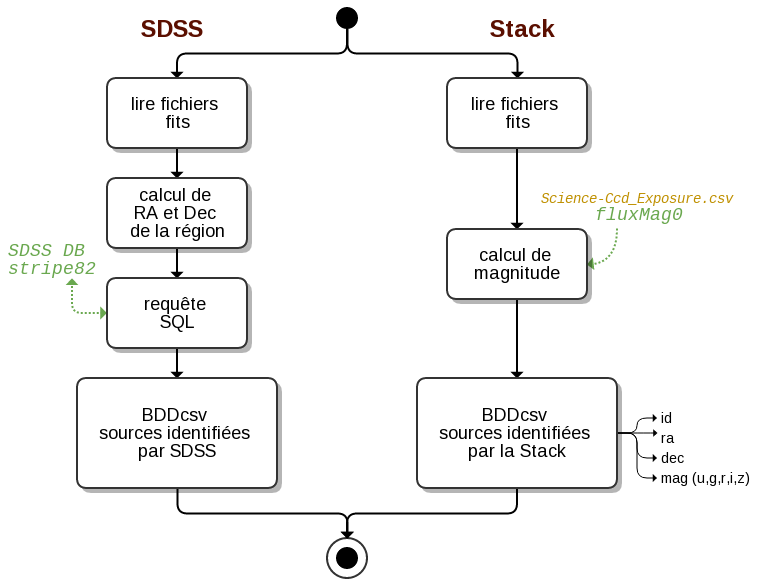 SDSS
Stack
lire fichiers
fits
lire fichiers
fits
calcul de
RA et Dec
de la région
Science-Ccd_Exposure.csv
fluxMag0
SDSS DB
stripe82
calcul de
magnitude
requête
SQL
BDDcsv
sources identifiées
par SDSS
BDDcsv
sources identifiées
par la Stack
id
ra
dec
mag (u,g,r,i,z)